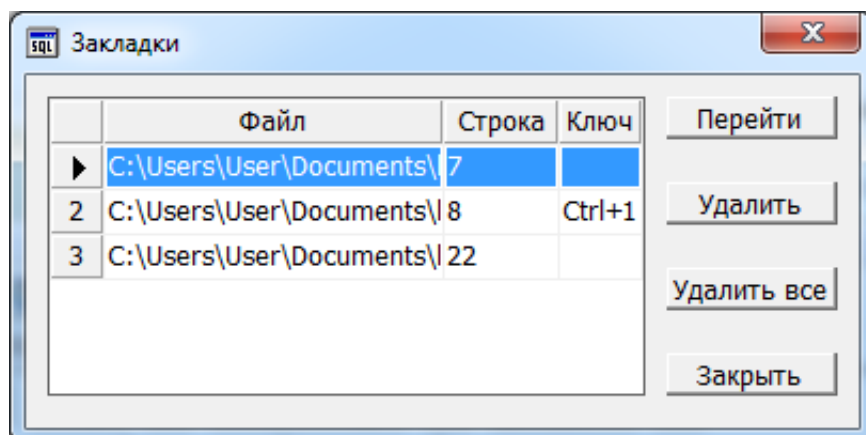 SQL Закладки
Файл Строка Ключ
C:\Users\User\Documents\ 7
2 C:\Users\User\Documents\ 8 Ctrl+1
3 C:\Users\User\Documents\ 22
Перейти
Удалить
Удалить все
Закрыть